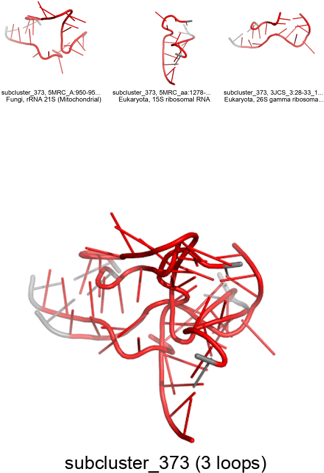 subcluster_373, 5MRC_A:950-95...
Fungi, rRNA 21S (Mitochondrial)
subcluster_373, 5MRC_aa:1278-...
Eukaryota, 15S ribosomal RNA
subcluster_373, 3JCS_3:28-33_1...
Eukaryota, 26S gamma ribosoma...
subcluster_373 (3 loops)